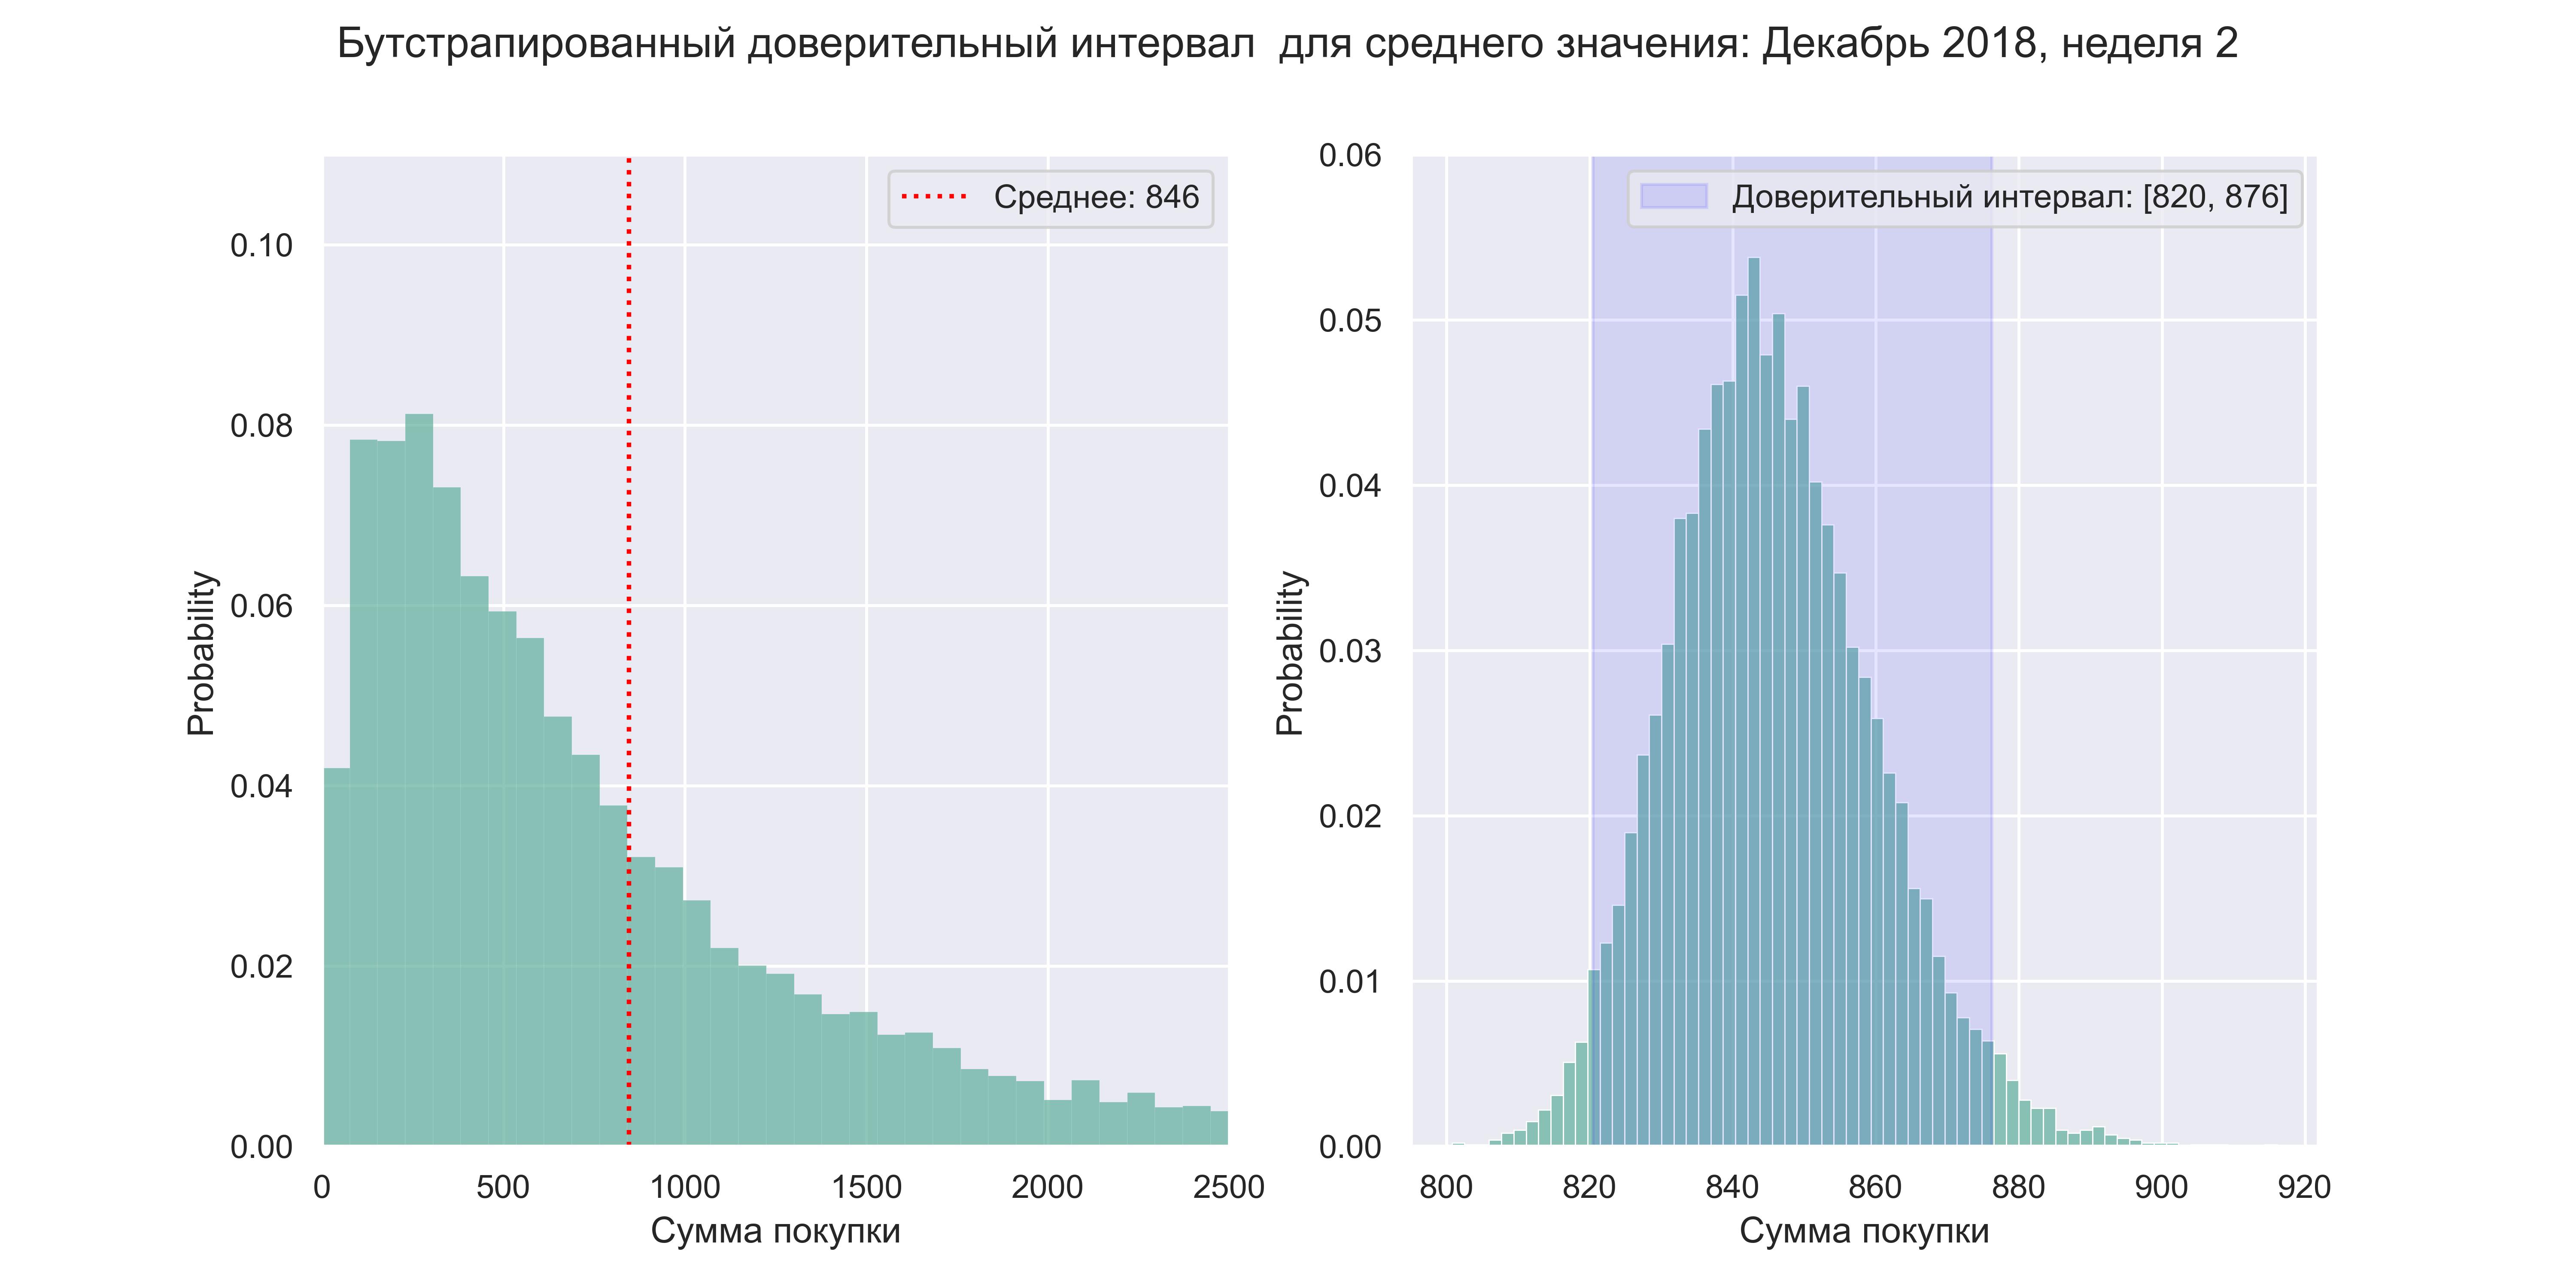 Бутстрапированный доверительный интервал  для среднего значения: Декабрь 2018, неделя 2
Среднее: 846
0.10
0.08
0.06
0.04
0.02
0.00
Probability
0 500 1000 1500 2000 2500
Сумма покупки
Доверительный интервал: [820, 876]
0.06
0.05
0.04
0.03
0.02
0.01
0.00
Probability
800 820 840 860 880 900 920
Сумма покупки